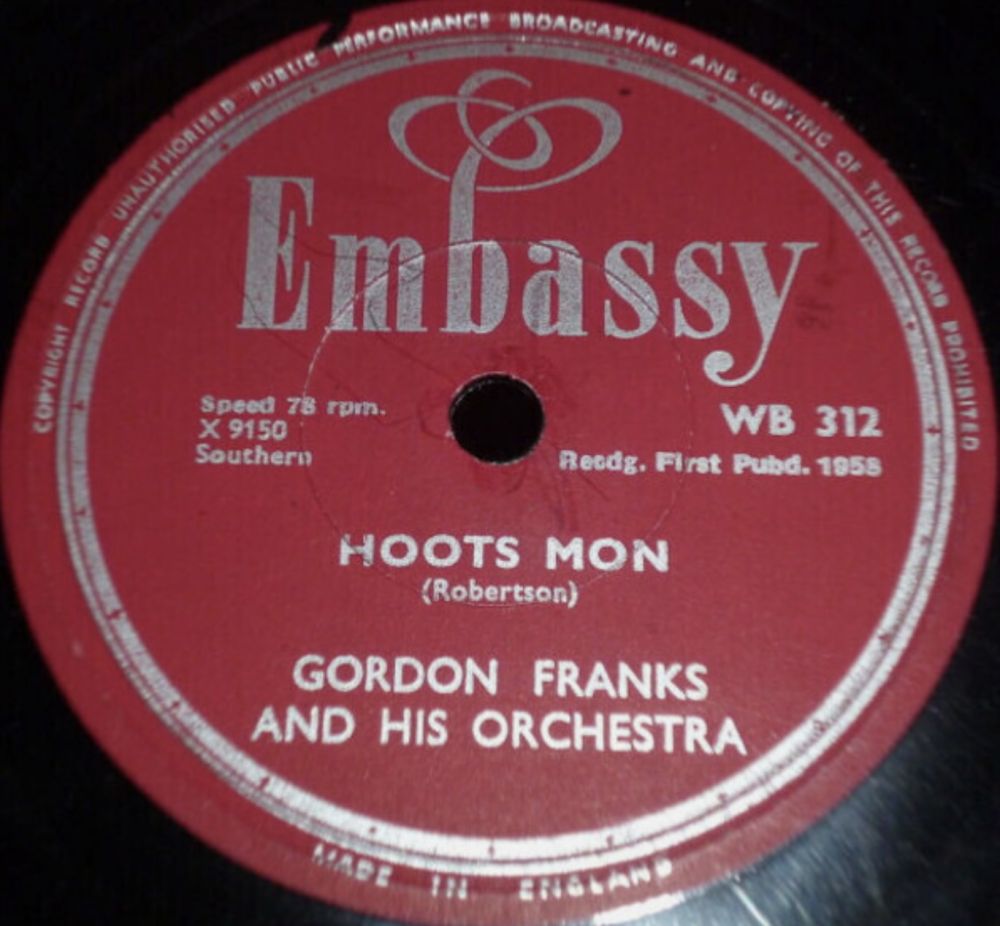 COPYRIGHT RECORD UNAUTHORISED PUBLIC PERFORMANCE BROADCASTING AND COPYING OF THIS RECORD PROHIBITED
Embassy
Speed 78 rpm.
X 9150
Southern
WB 312
Recdg. First Pubd. 1958
HOOTS MON
(Robertson)
GORDON FRANKS
AND HIS ORCHESTRA
MADE IN ENGLAND